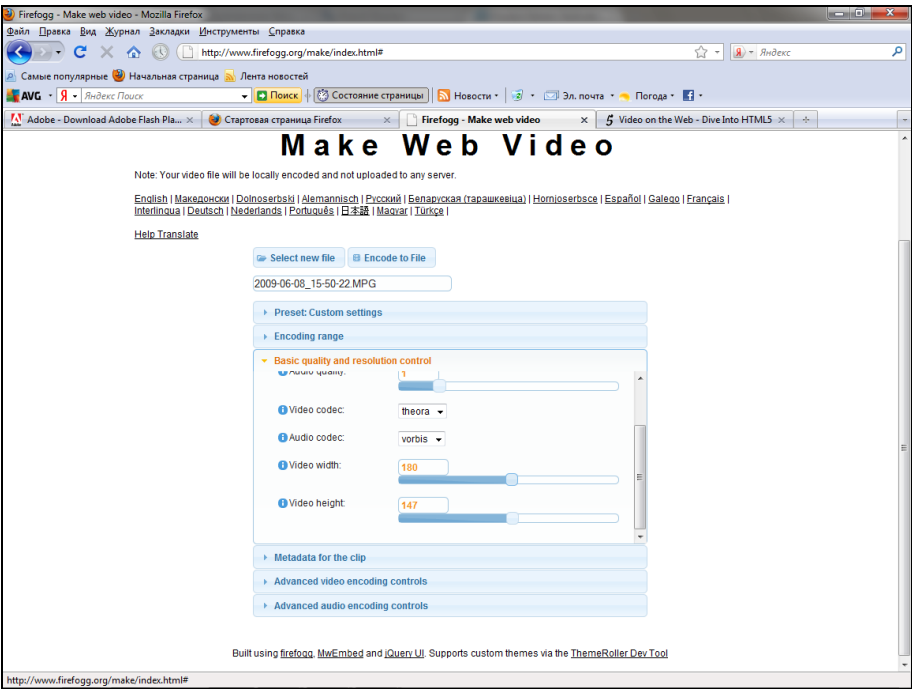 Firefogg - Make web video - Mozilla Firefox
Файл Правка Вид Журнал Закладки Инструменты Справка
http://www.firefogg.org/make/index.html# Яндекс
Самые популярные Начальная страница Лента новостей
AVG Я Яндекс Поиск Поиск Состояние страницы Новости Эл. почта Погода
Adobe - Download Adobe Flash Pla... Стартовая страница Firefox Firefogg - Make web video Video on the Web - Dive Into HTML5
Make Web Video
Note: Your video file will be locally encoded and not uploaded to any server.
English | Македонски | Dolnoserbski | Alemannisch | Русский | Беларуская (тарашкевіца) | Hornjoserbsce | Español | Galego | Français |
Interlingua | Deutsch | Nederlands | Português | 日本語 | Magyar | Türkçe |
Help Translate
Select new file Encode to File
2009-06-08_15-50-22.MPG
Preset: Custom settings
Encoding range
Basic quality and resolution control
Audio quality: 1
Video codec: theora
Audio codec: vorbis
Video width: 180
Video height: 147
Metadata for the clip
Advanced video encoding controls
Advanced audio encoding controls
Built using firefogg, MwEmbed and jQuery UI. Supports custom themes via the ThemeRoller Dev Tool
http://www.firefogg.org/make/index.html#